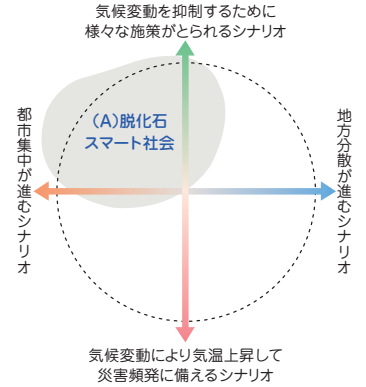 気候変動を抑制するために
様々な施策がとられるシナリオ
(A)脱化石
スマート社会
都市集中が進むシナリオ
地方分散が進むシナリオ
気候変動により気温上昇して
災害頻発に備えるシナリオ